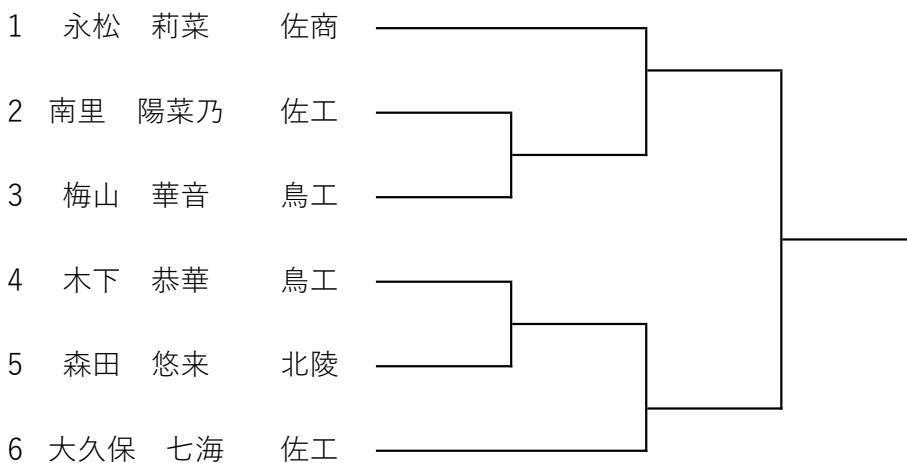 1 永松 莉菜 佐商
2 南里 陽菜乃 佐工
3 梅山 華音 鳥工
4 木下 恭華 鳥工
5 森田 悠来 北陵
6 大久保 七海 佐工